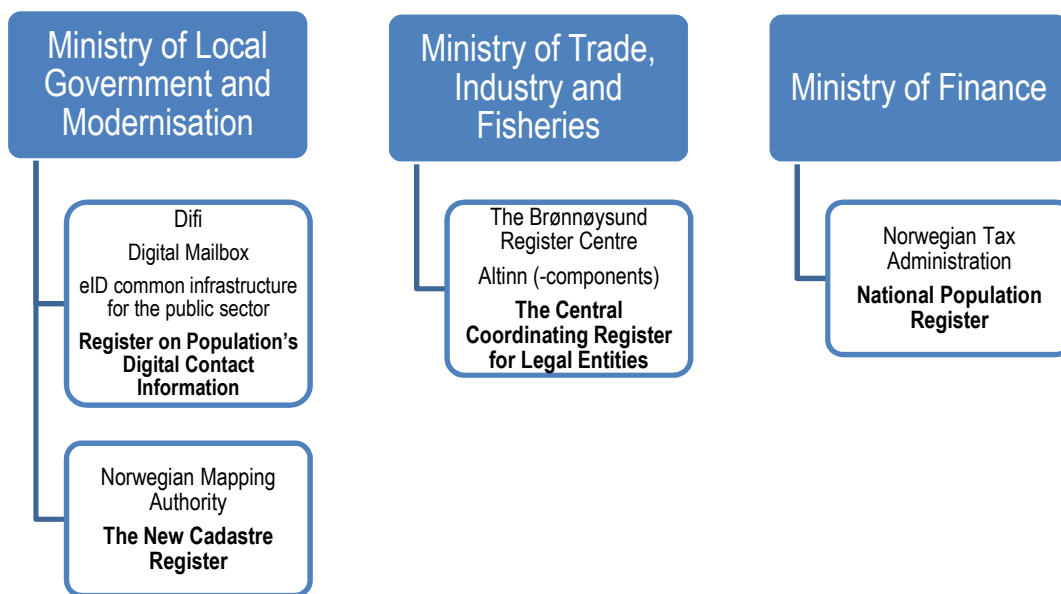 Ministry of Local
Government and
Modernisation
Difi
Digital Mailbox
eID common infrastructure
for the public sector
Register on Population's
Digital Contact
Information
Norwegian Mapping
Authority
The New Cadastre
Register
Ministry of Trade,
Industry and
Fisheries
The Brønnøysund
Register Centre
Altinn (-components)
The Central
Coordinating Register
for Legal Entities
Ministry of Finance
Norwegian Tax
Administration
National Population
Register